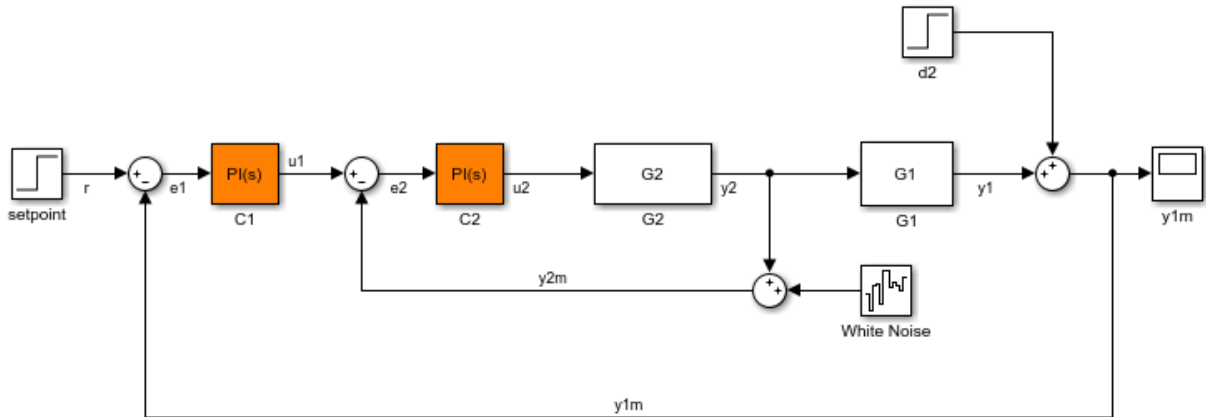 d2
PI(s)
u1
PI(s)
G2
G1
r
e1
e2
u2
y2
y1
setpoint
C1
C2
G2
G1
y1m
y2m
White Noise
y1m